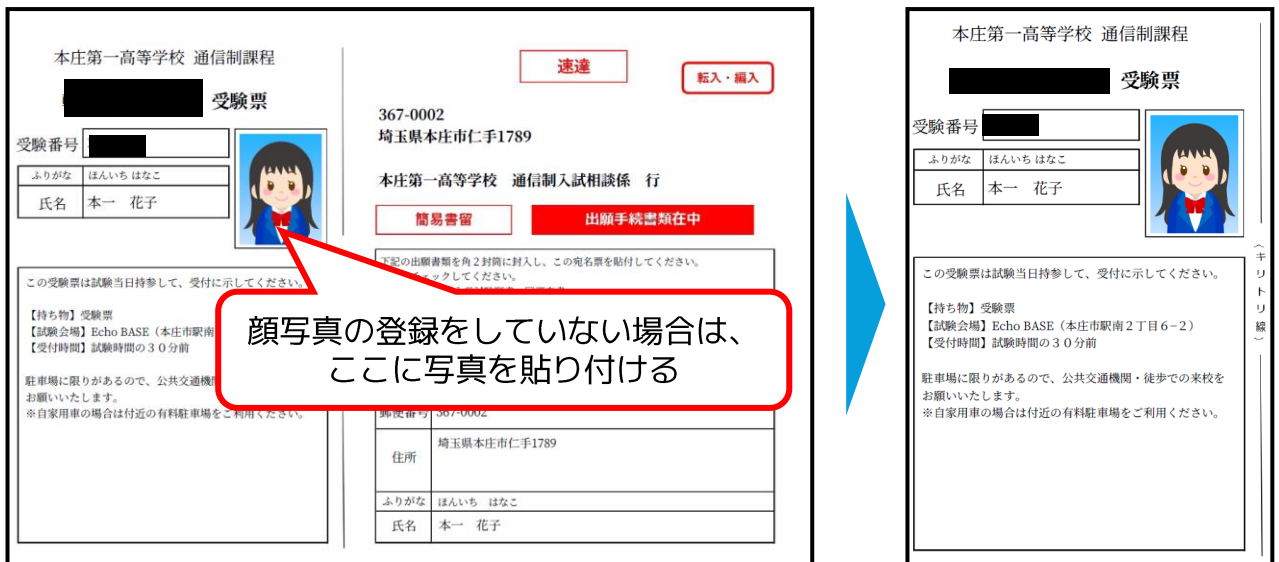 本庄第一高等学校 通信制課程
受験票
受験番号
ふりがな ほんいち はなこ
氏名 本一 花子
この受験票は試験当日持参して、受付に示してください。
【持ち物】受験票
【試験会場】Echo BASE（本庄市駅南
【受付時間】試験時間の３０分前
駐車場に限りがあるので、公共交通機関
お願いいたします。
※自家用車の場合は付近の有料駐車場をご利用ください。
速達
転入・編入
367-0002
埼玉県本庄市仁手1789
本庄第一高等学校 通信制入試相談係 行
簡易書留
出願手続書類在中
下記の出願書類を角２封筒に封入し、この宛名票を貼付してください。
チェックしてください。
顔写真の登録をしていない場合は、
ここに写真を貼り付ける
郵便番号 367-0002
住所 埼玉県本庄市仁手1789
ふりがな ほんいち はなこ
氏名 本一 花子
本庄第一高等学校 通信制課程
受験票
受験番号
ふりがな ほんいち はなこ
氏名 本一 花子
この受験票は試験当日持参して、受付に示してください。
【持ち物】受験票
【試験会場】Echo BASE（本庄市駅南２丁目６−２）
【受付時間】試験時間の３０分前
駐車場に限りがあるので、公共交通機関・徒歩での来校を
お願いいたします。
※自家用車の場合は付近の有料駐車場をご利用ください。
（キリトリ線）